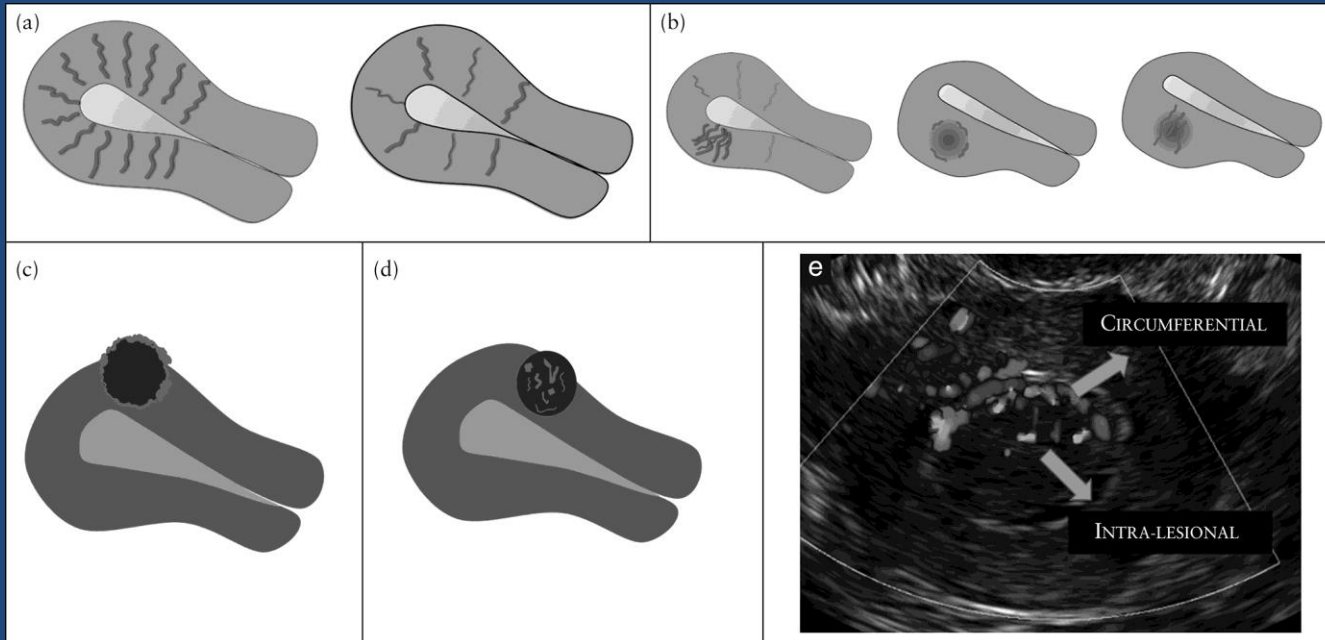 (a)
(b)
(c)
(d)
e
CIRCUMFERENTIAL
INTRA-LESIONAL